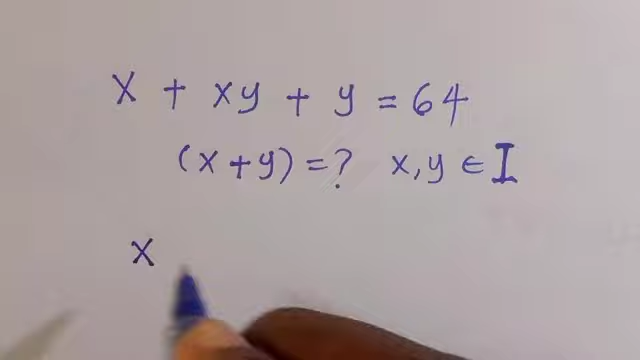 x + xy + y = 64
(x + y) = ? x, y ∈ I
x